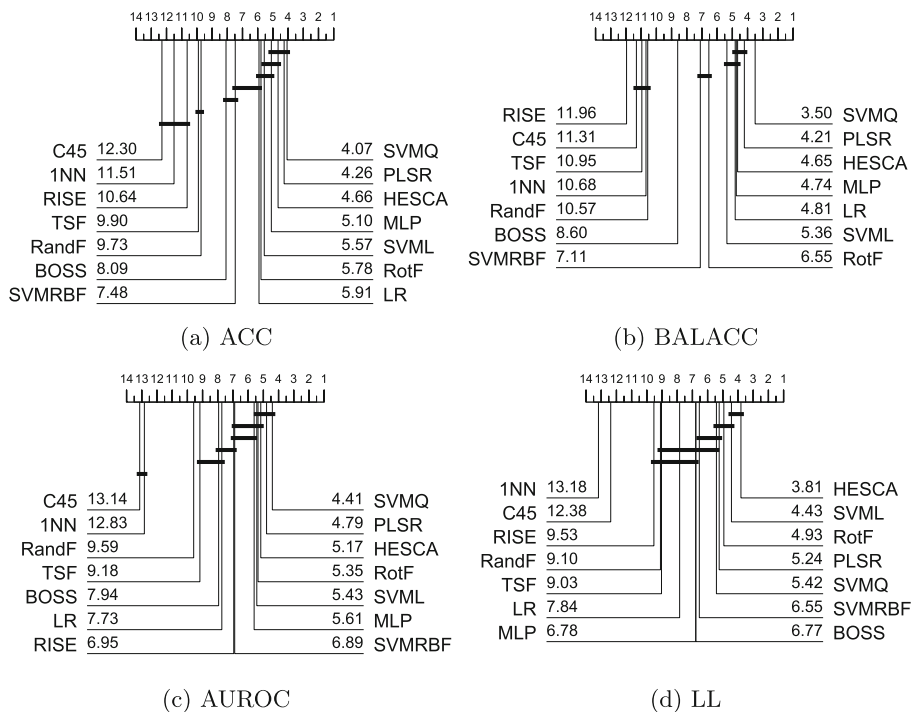 14 13 12 11 10 9 8 7 6 5 4 3 2 1
C45 12.30 4.07 SVMQ
1NN 11.51 4.26 PLSR
RISE 10.64 4.66 HESCA
TSF 9.90 5.10 MLP
RandF 9.73 5.57 SVML
BOSS 8.09 5.78 RotF
SVMRBF 7.48 5.91 LR
(a) ACC
14 13 12 11 10 9 8 7 6 5 4 3 2 1
RISE 11.96 3.50 SVMQ
C45 11.31 4.21 PLSR
TSF 10.95 4.65 HESCA
1NN 10.68 4.74 MLP
RandF 10.57 4.81 LR
BOSS 8.60 5.36 SVML
SVMRBF 7.11 6.55 RotF
(b) BALACC
14 13 12 11 10 9 8 7 6 5 4 3 2 1
C45 13.14 4.41 SVMQ
1NN 12.83 4.79 PLSR
RandF 9.59 5.17 HESCA
TSF 9.18 5.35 RotF
BOSS 7.94 5.43 SVML
LR 7.73 5.61 MLP
RISE 6.95 6.89 SVMRBF
(c) AUROC
14 13 12 11 10 9 8 7 6 5 4 3 2 1
1NN 13.18 3.81 HESCA
C45 12.38 4.43 SVML
RISE 9.53 4.93 RotF
RandF 9.10 5.24 PLSR
TSF 9.03 5.42 SVMQ
LR 7.84 6.55 SVMRBF
MLP 6.78 6.77 BOSS
(d) LL